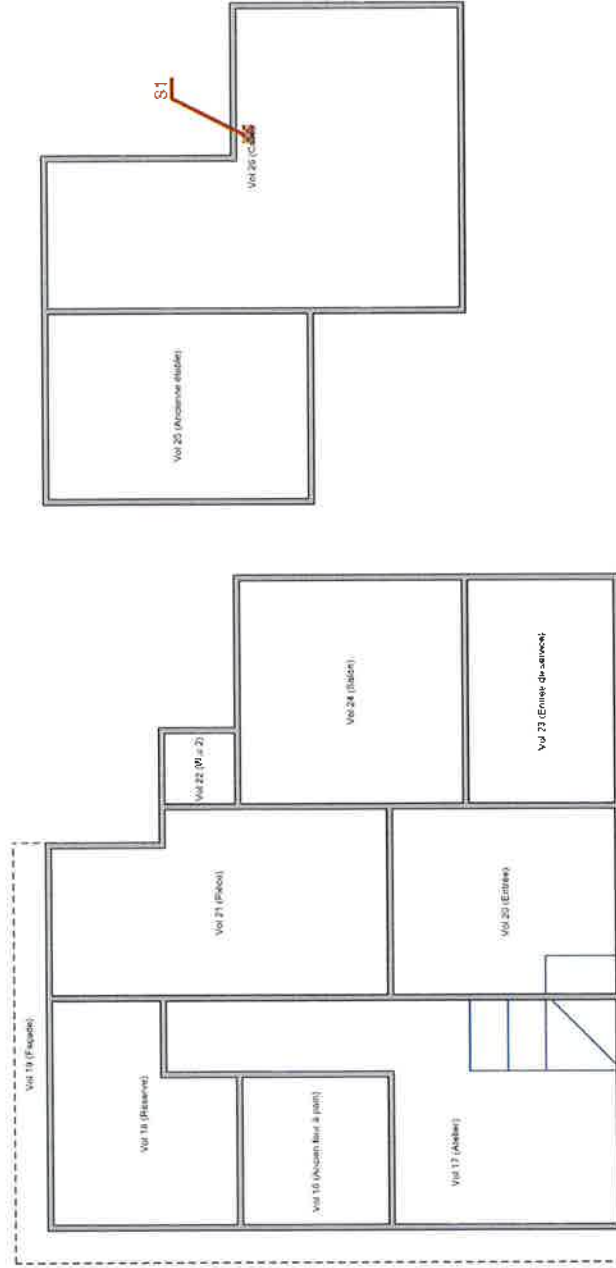 S1
Vol 26
Vol 25 (Ancienne étable)
Vol 24 (Salon)
Vol 23 (Entrée de service)
Vol 22
Vol 21 (Pièce)
Vol 20 (Entrée)
Vol 19 (Façade)
Vol 18 (Réserve)
Vol 16 (Ancien four à pain)
Vol 17 (Atelier)